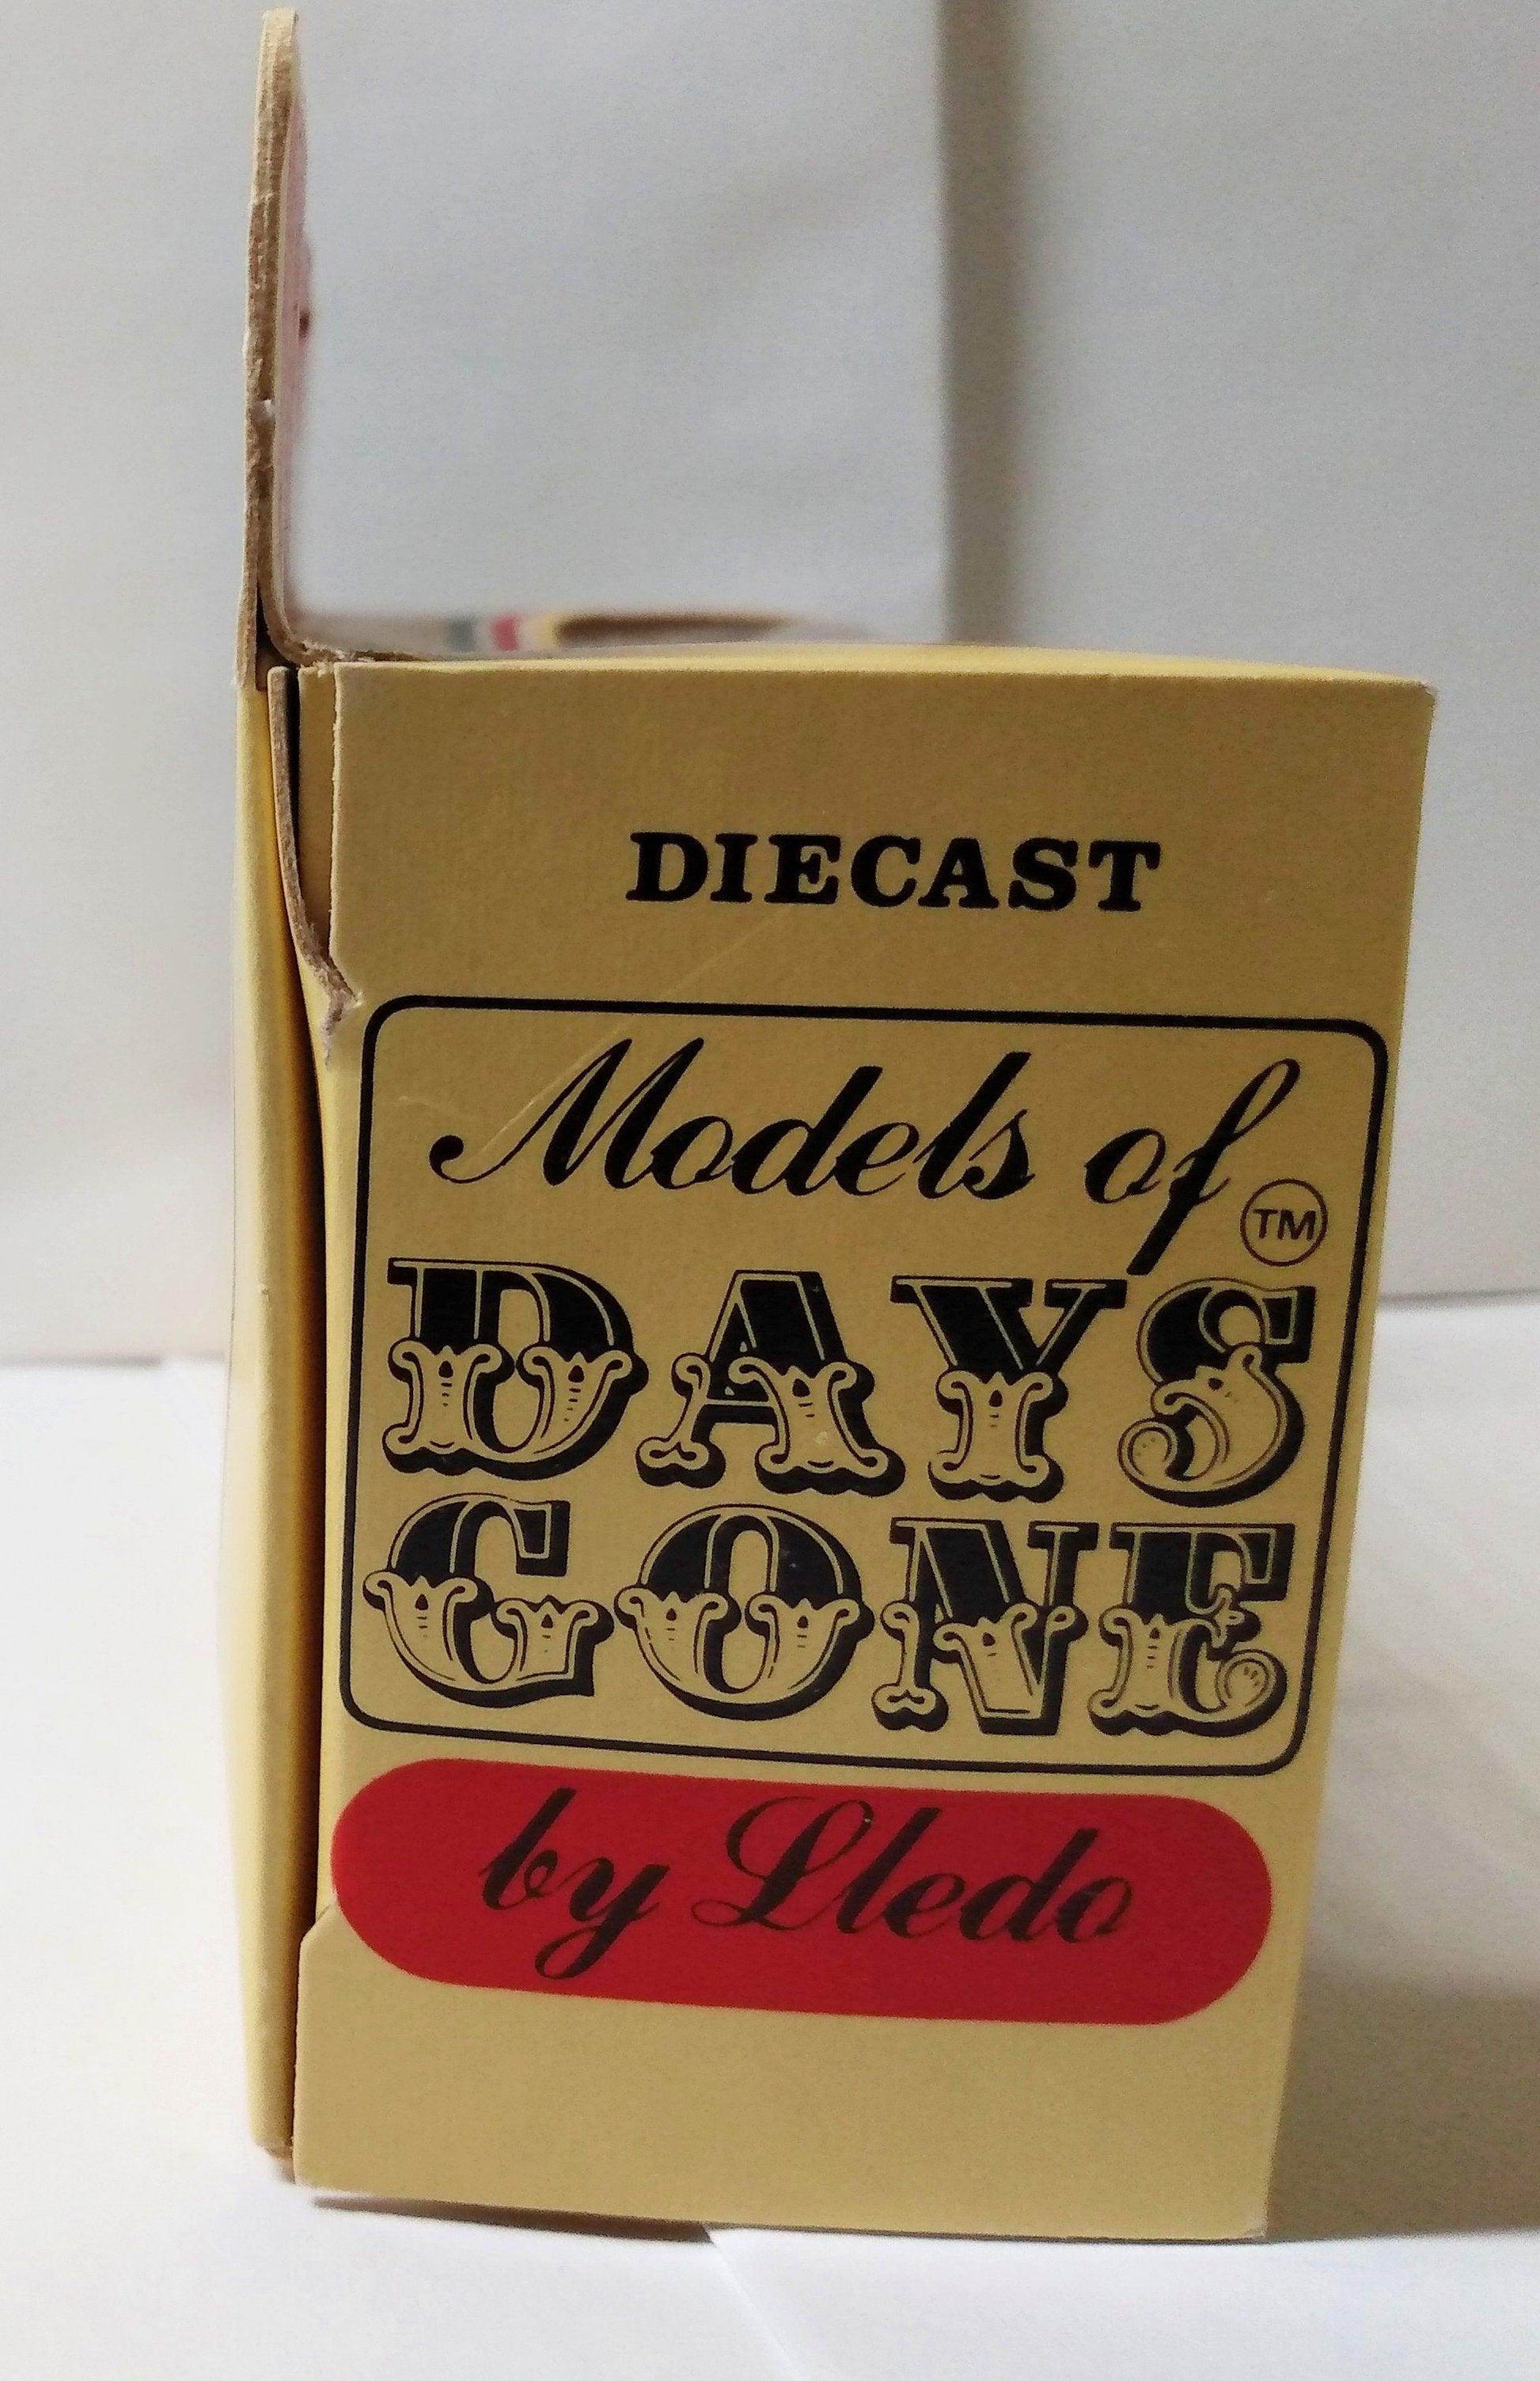 DIECAST
Models of
TM
DAYS
GONE
by Lledo